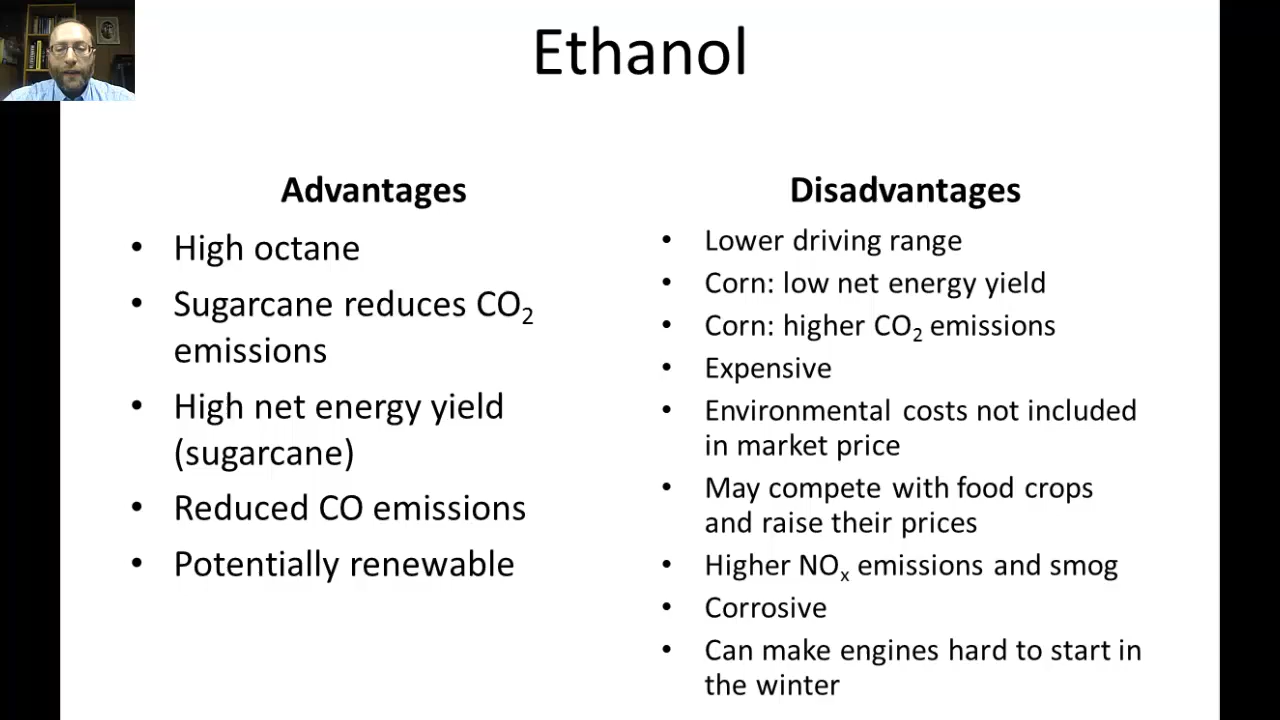 Ethanol
Advantages
• High octane
• Sugarcane reduces CO₂
emissions
• High net energy yield
(sugarcane)
• Reduced CO emissions
• Potentially renewable
Disadvantages
• Lower driving range
• Corn: low net energy yield
• Corn: higher CO₂ emissions
• Expensive
• Environmental costs not included
in market price
• May compete with food crops
and raise their prices
• Higher NOₓ emissions and smog
• Corrosive
• Can make engines hard to start in
the winter